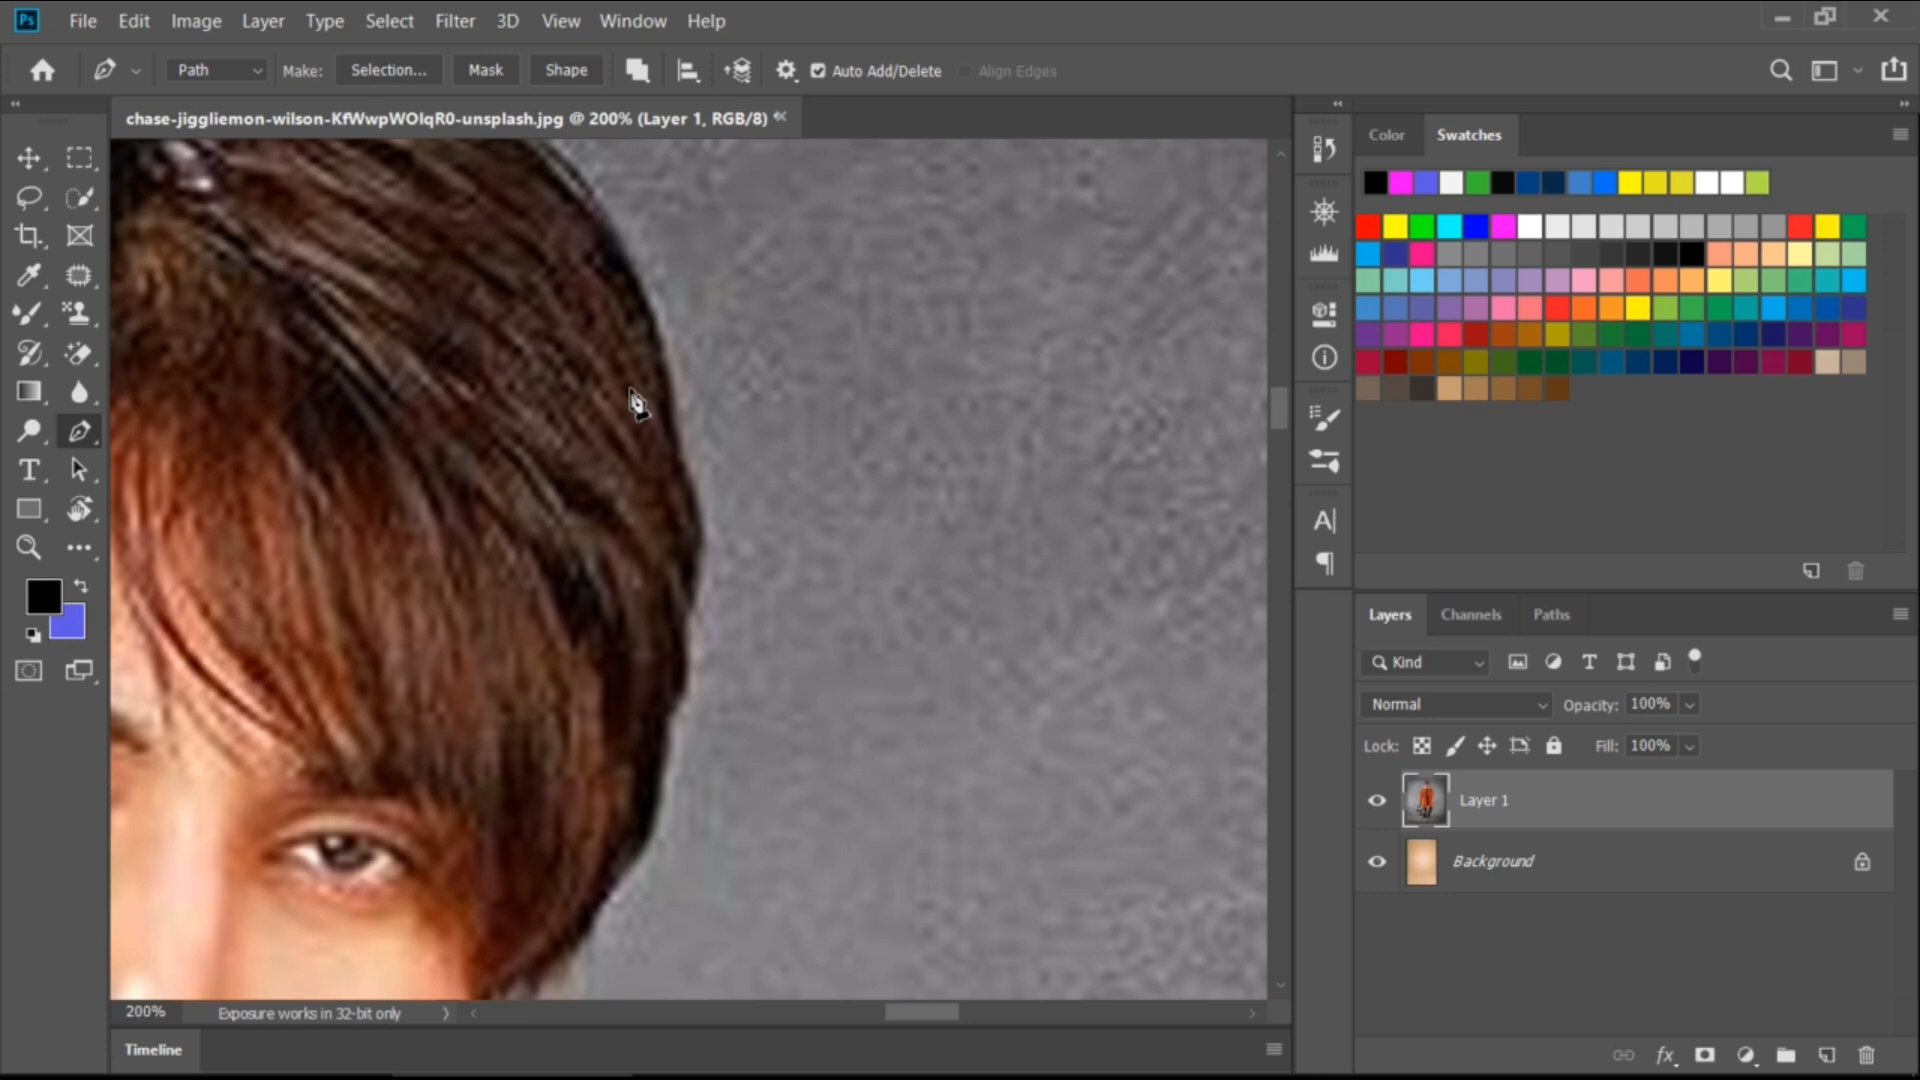 Ps File Edit Image Layer Type Select Filter 3D View Window Help
Path Make: Selection... Mask Shape Auto Add/Delete Align Edges
chase-jiggliemon-wilson-KfWwpWOlqR0-unsplash.jpg @ 200% (Layer 1, RGB/8) *
Color Swatches
Layers Channels Paths
Kind
Normal Opacity: 100%
Lock: Fill: 100%
Layer 1
Background
200% Exposure works in 32-bit only
Timeline